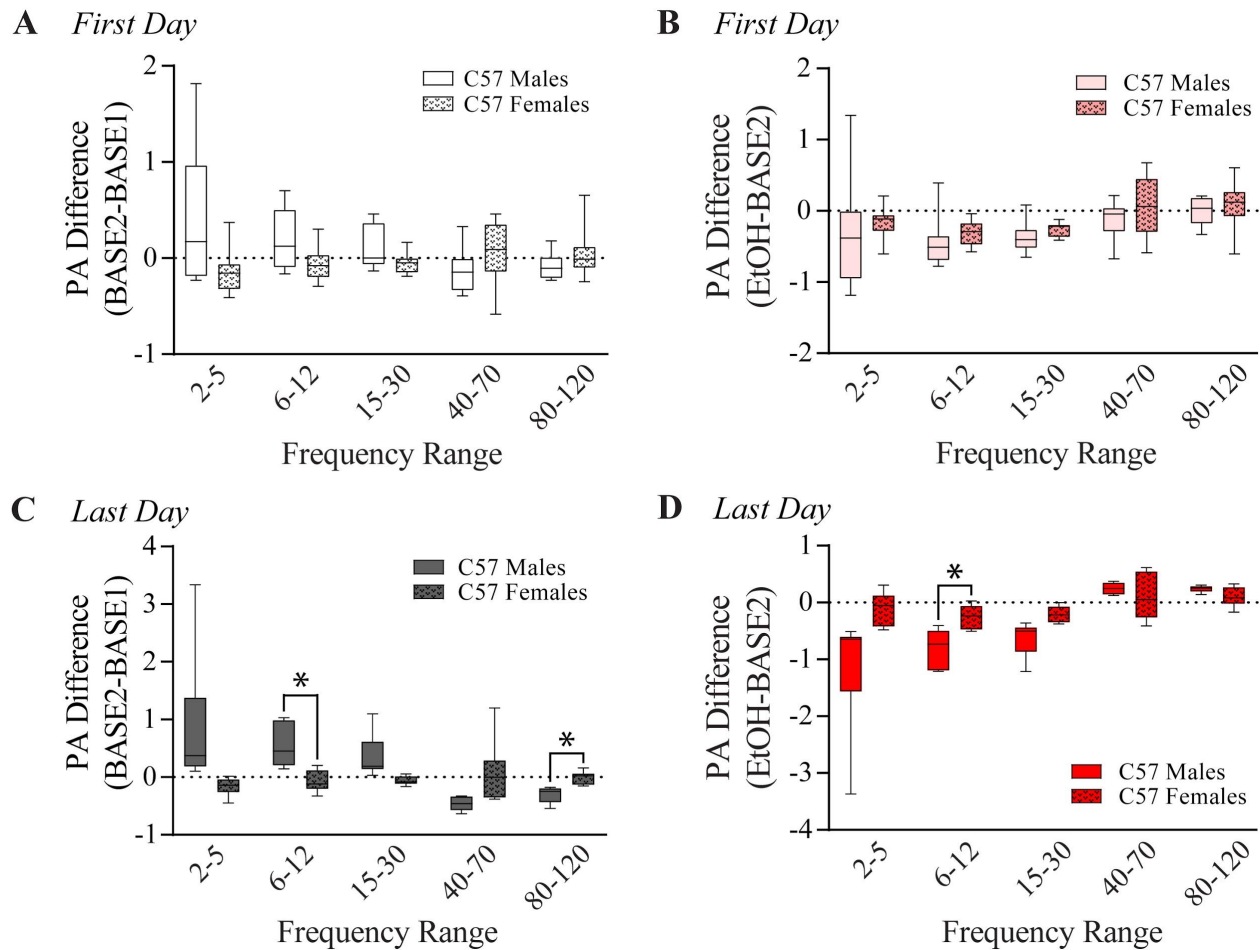 A First Day
2
1
0
-1
PA Difference
(BASE2-BASE1)
C57 Males
C57 Females
2-5
6-12
15-30
40-70
80-120
Frequency Range
B First Day
2
1
0
-1
-2
PA Difference
(EtOH-BASE2)
C57 Males
C57 Females
2-5
6-12
15-30
40-70
80-120
Frequency Range
C Last Day
4
3
2
1
0
-1
PA Difference
(BASE2-BASE1)
C57 Males
C57 Females
*
*
2-5
6-12
15-30
40-70
80-120
Frequency Range
D Last Day
1
0
-1
-2
-3
-4
PA Difference
(EtOH-BASE2)
*
C57 Males
C57 Females
2-5
6-12
15-30
40-70
80-120
Frequency Range